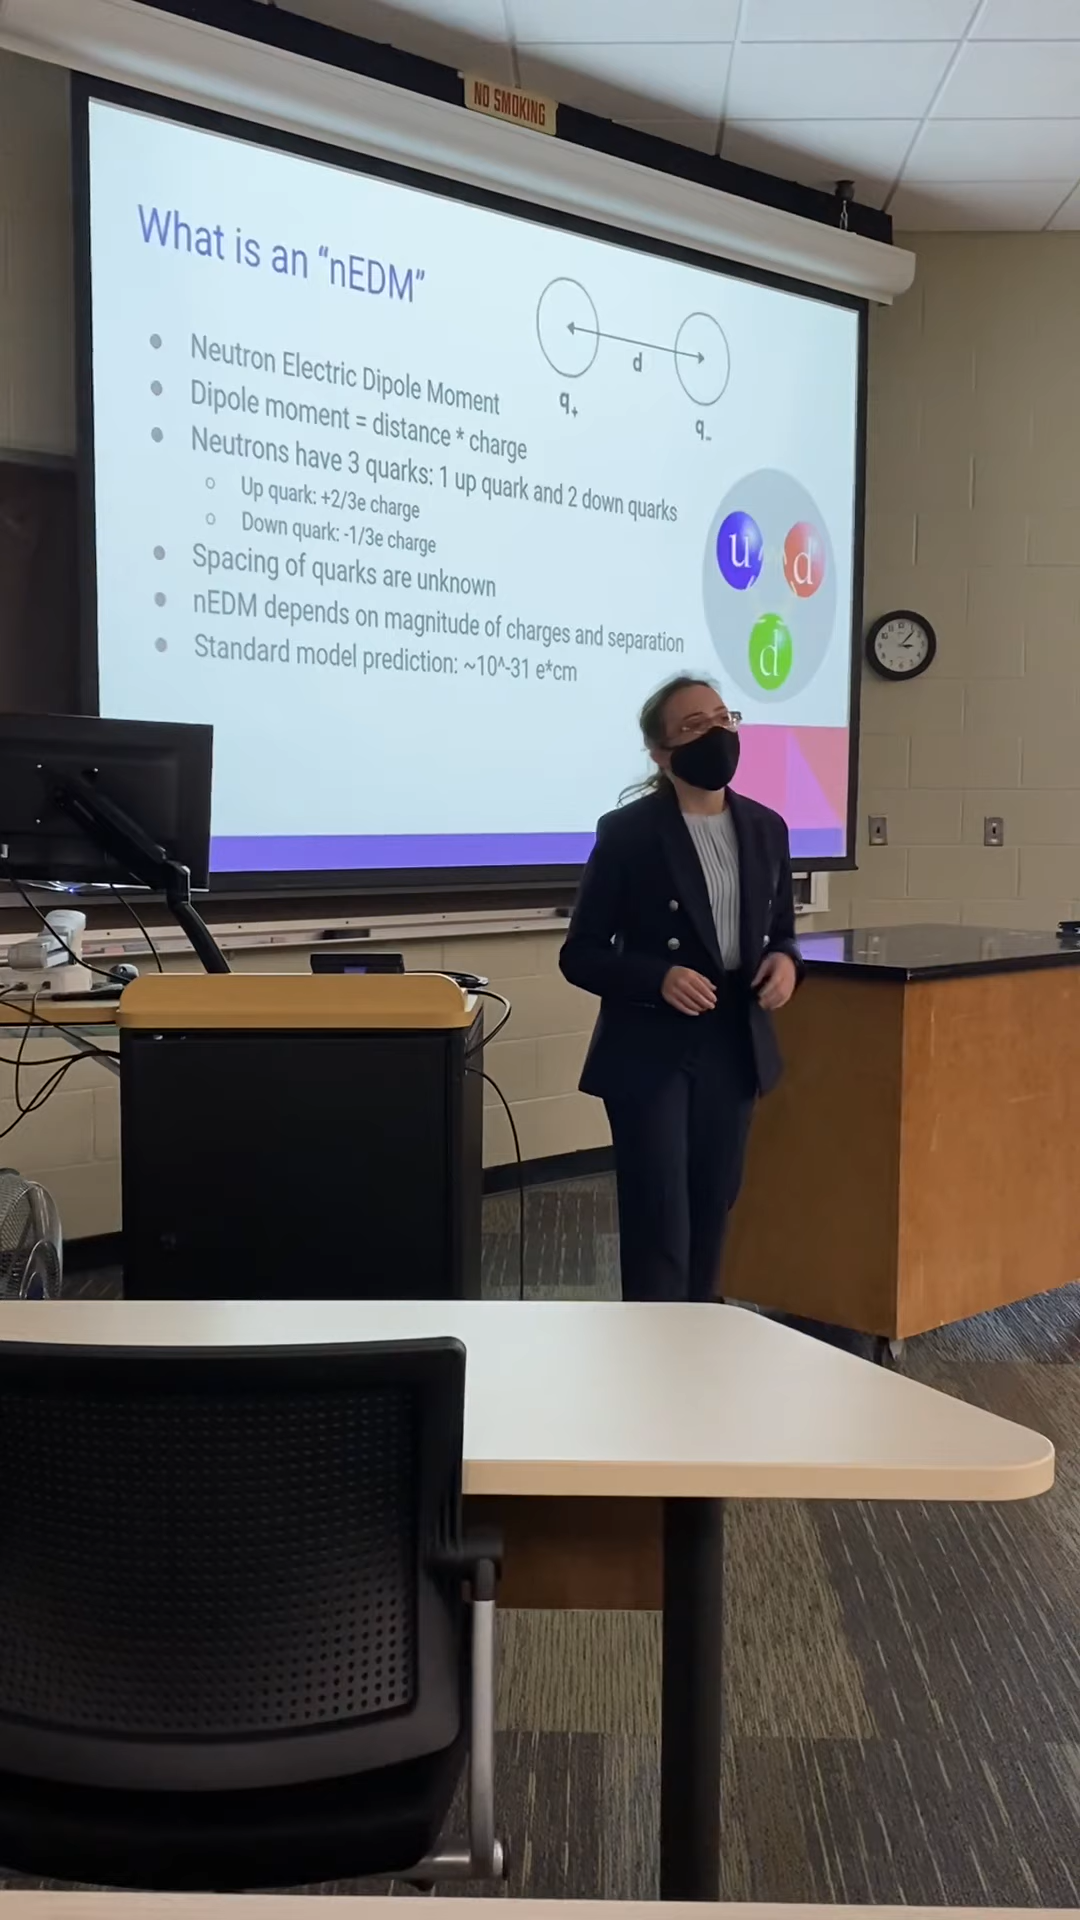 NO SMOKING
What is an “nEDM”
q+
d
q-
Neutron Electric Dipole Moment
Dipole moment = distance * charge
Neutrons have 3 quarks: 1 up quark and 2 down quarks
Up quark: +2/3e charge
Down quark: -1/3e charge
Spacing of quarks are unknown
nEDM depends on magnitude of charges and separation
Standard model prediction: ~10^-31 e*cm
u
d
d